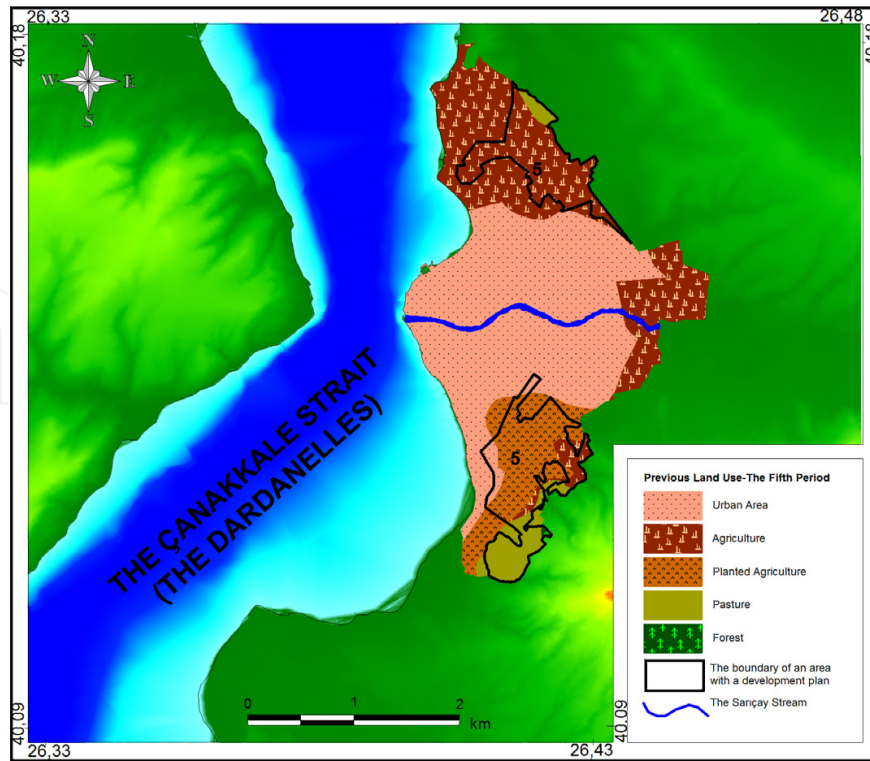 26,33
26,48
40,18
40,18
N
W
E
S
5
THE ÇANAKKALE STRAIT
(THE DARDANELLES)
5
Previous Land Use-The Fifth Period
Urban Area
Agriculture
Planted Agriculture
Pasture
Forest
The boundary of an area
with a development plan
The Sarıçay Stream
0
1
2
km
40,09
40,09
26,33
26,43